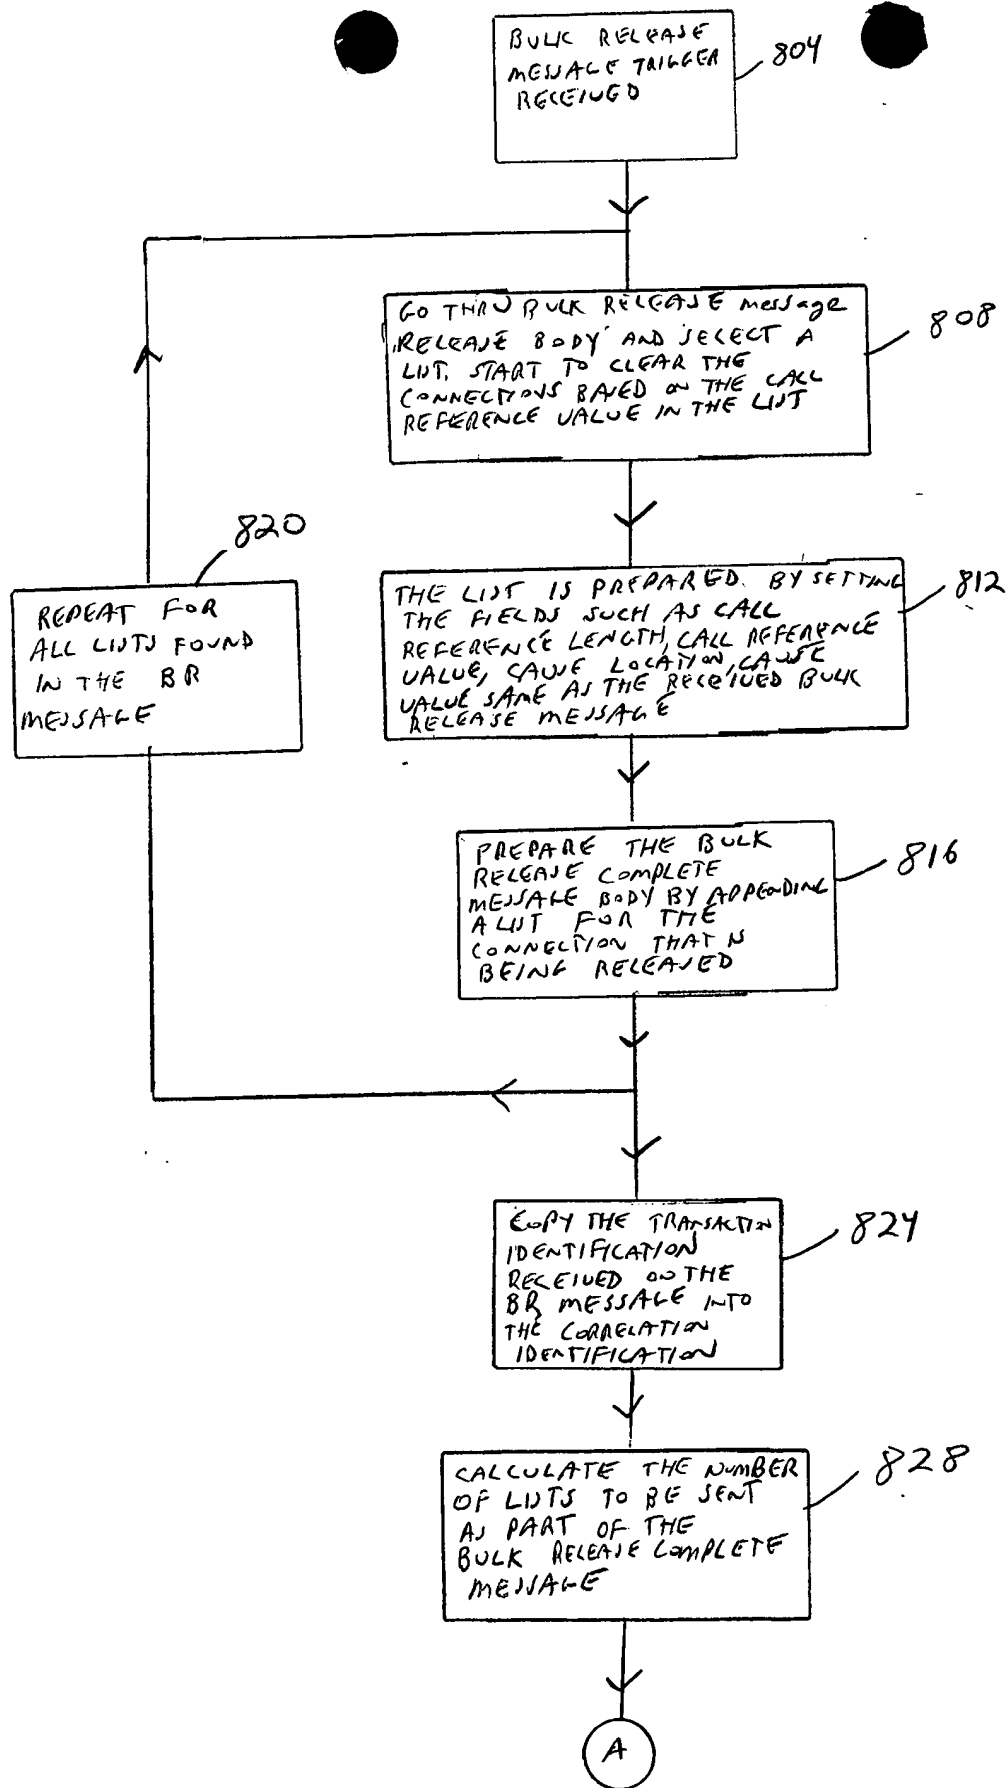 BULK RELEASE
MESSAGE TRIGGER
RECEIVED
804
GO THRU BULK RELEASE message
RELEASE BODY AND SELECT A
LIST. START TO CLEAR THE
CONNECTIONS BASED ON THE CALL
REFERENCE VALUE IN THE LIST
808
820
REPEAT FOR
ALL LISTS FOUND
IN THE BR
MESSAGE
THE LIST IS PREPARED. BY SETTING
THE FIELDS SUCH AS CALL
REFERENCE LENGTH, CALL REFERENCE
VALUE, CAUSE LOCATION, CAUSE
VALUE SAME AS THE RECEIVED BULK
RELEASE MESSAGE
812
PREPARE THE BULK
RELEASE COMPLETE
MESSAGE BODY BY APPENDING
A LIST FOR THE
CONNECTION THAT IS
BEING RELEASED
816
COPY THE TRANSACTION
IDENTIFICATION
RECEIVED ON THE
BR MESSAGE INTO
THE CORRELATION
IDENTIFICATION
824
CALCULATE THE NUMBER
OF LISTS TO BE SENT
AS PART OF THE
BULK RELEASE COMPLETE
MESSAGE
828
A